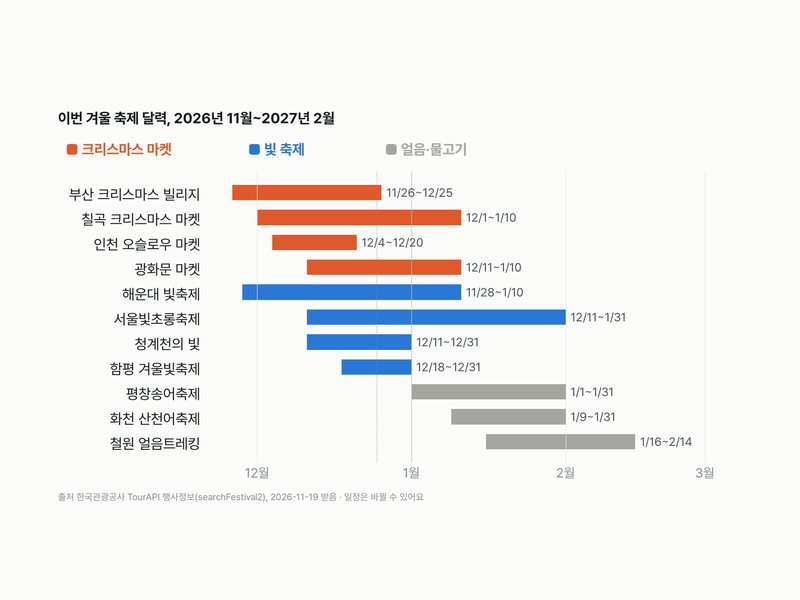 이번 겨울 축제 달력, 2026년 11월~2027년 2월
크리스마스 마켓 빛 축제 얼음·물고기
부산 크리스마스 빌리지 11/26~12/25
칠곡 크리스마스 마켓 12/1~1/10
인천 오슬로우 마켓 12/4~12/20
광화문 마켓 12/11~1/10
해운대 빛축제 11/28~1/10
서울빛초롱축제 12/11~1/31
청계천의 빛 12/11~12/31
함평 겨울빛축제 12/18~12/31
평창송어축제 1/1~1/31
화천 산천어축제 1/9~1/31
철원 얼음트레킹 1/16~2/14
12월 1월 2월 3월
출처 한국관광공사 TourAPI 행사정보(searchFestival2), 2026-11-19 받음 · 일정은 바뀔 수 있어요